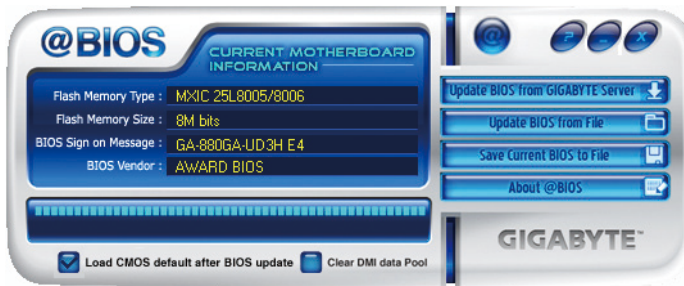 @BIOS
CURRENT MOTHERBOARD
INFORMATION
Flash Memory Type : MXIC 25L8005/8006
Flash Memory Size : 8M bits
BIOS Sign on Message : GA-880GA-UD3H E4
BIOS Vendor : AWARD BIOS
Load CMOS default after BIOS update
Clear DMI data Pool
@
? - x
Update BIOS from GIGABYTE Server
Update BIOS from File
Save Current BIOS to File
About @BIOS
GIGABYTE™